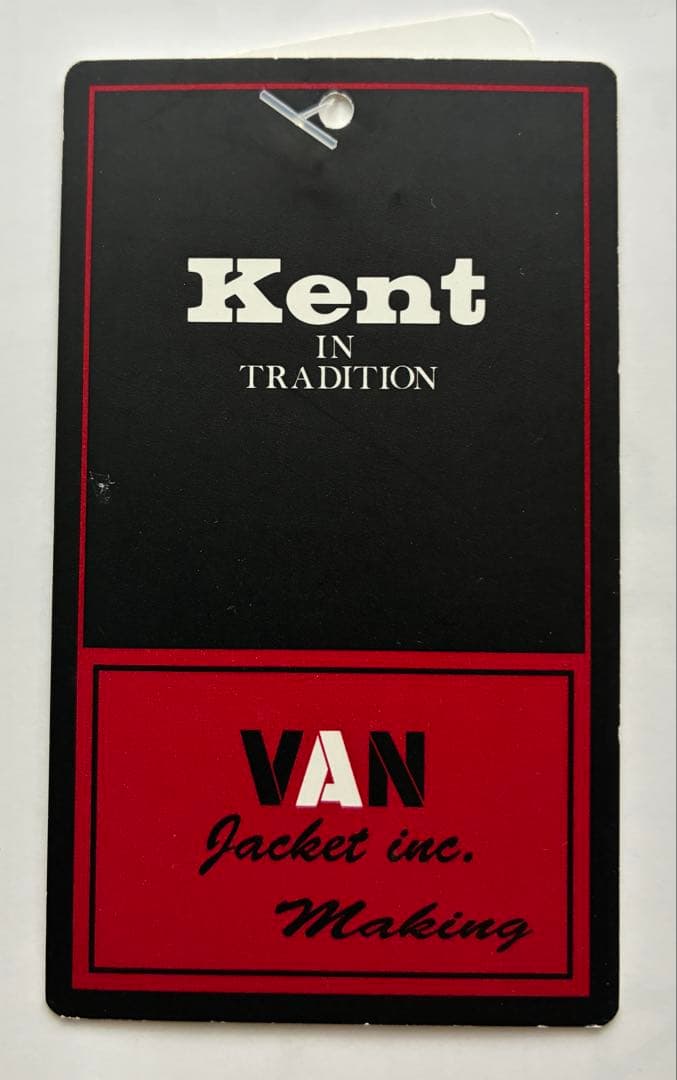 Kent
IN
TRADITION
VAN
Jacket inc.
Making